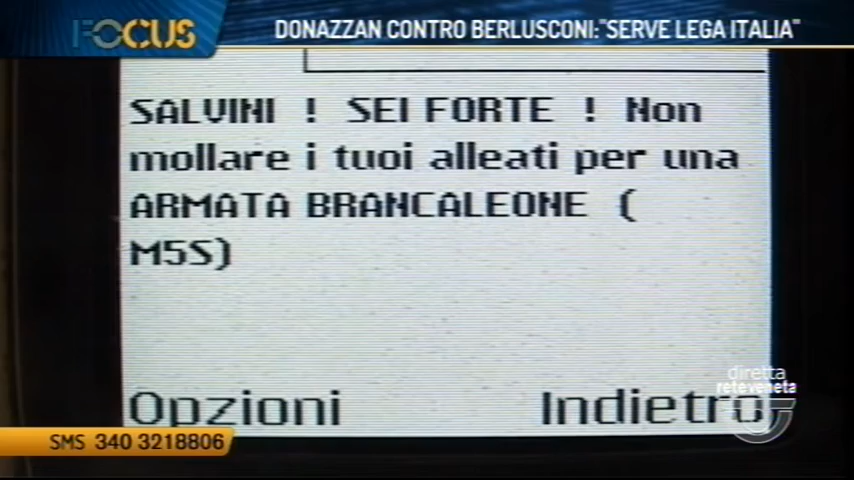 FOCUS
DONAZZAN CONTRO BERLUSCONI:"SERVE LEGA ITALIA"
SALVINI ! SEI FORTE ! Non
mollare i tuoi alleati per una
ARMATA BRANCALEONE (
M5S)
Opzioni Indietro
diretta
reteveneta
SMS 340 3218806